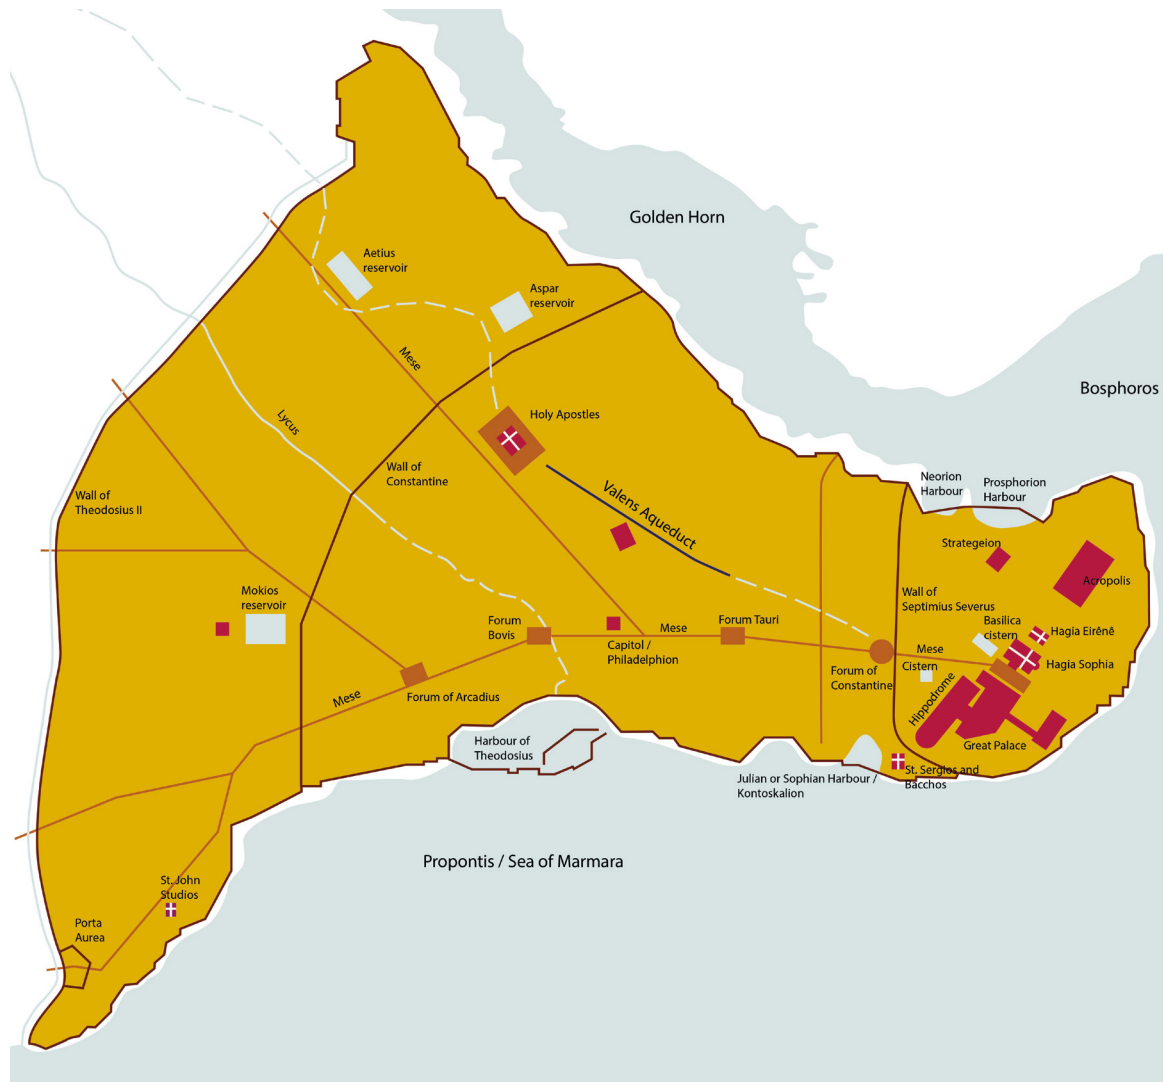 Golden Horn
Aetius
reservoir
Aspar
reservoir
Mese
Bosphoros
Lycus
Holy Apostles
Wall of
Constantine
Neorion
Harbour
Prosphorion
Harbour
Wall of
Theodosius II
Valens Aqueduct
Strategeion
Acropolis
Mokios
reservoir
Wall of
Septimius Severus
Basilica
cistern
Hagia Eirênê
Forum
Bovis
Mese
Forum Tauri
Capitol /
Philadelphion
Mese
Cistern
Hagia Sophia
Forum of
Constantine
Mese
Forum of Arcadius
Hippodrome
Harbour of
Theodosius
Great Palace
Julian or Sophian Harbour /
Kontoskalion
St. Sergios and
Bacchos
Propontis / Sea of Marmara
St. John
Studios
Porta
Aurea